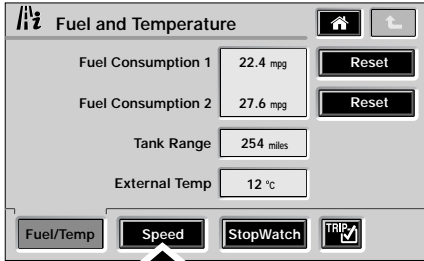 i Fuel and Temperature
Fuel Consumption 1 22.4 mpg Reset
Fuel Consumption 2 27.6 mpg Reset
Tank Range 254 miles
External Temp 12 °C
Fuel/Temp Speed StopWatch TRIP